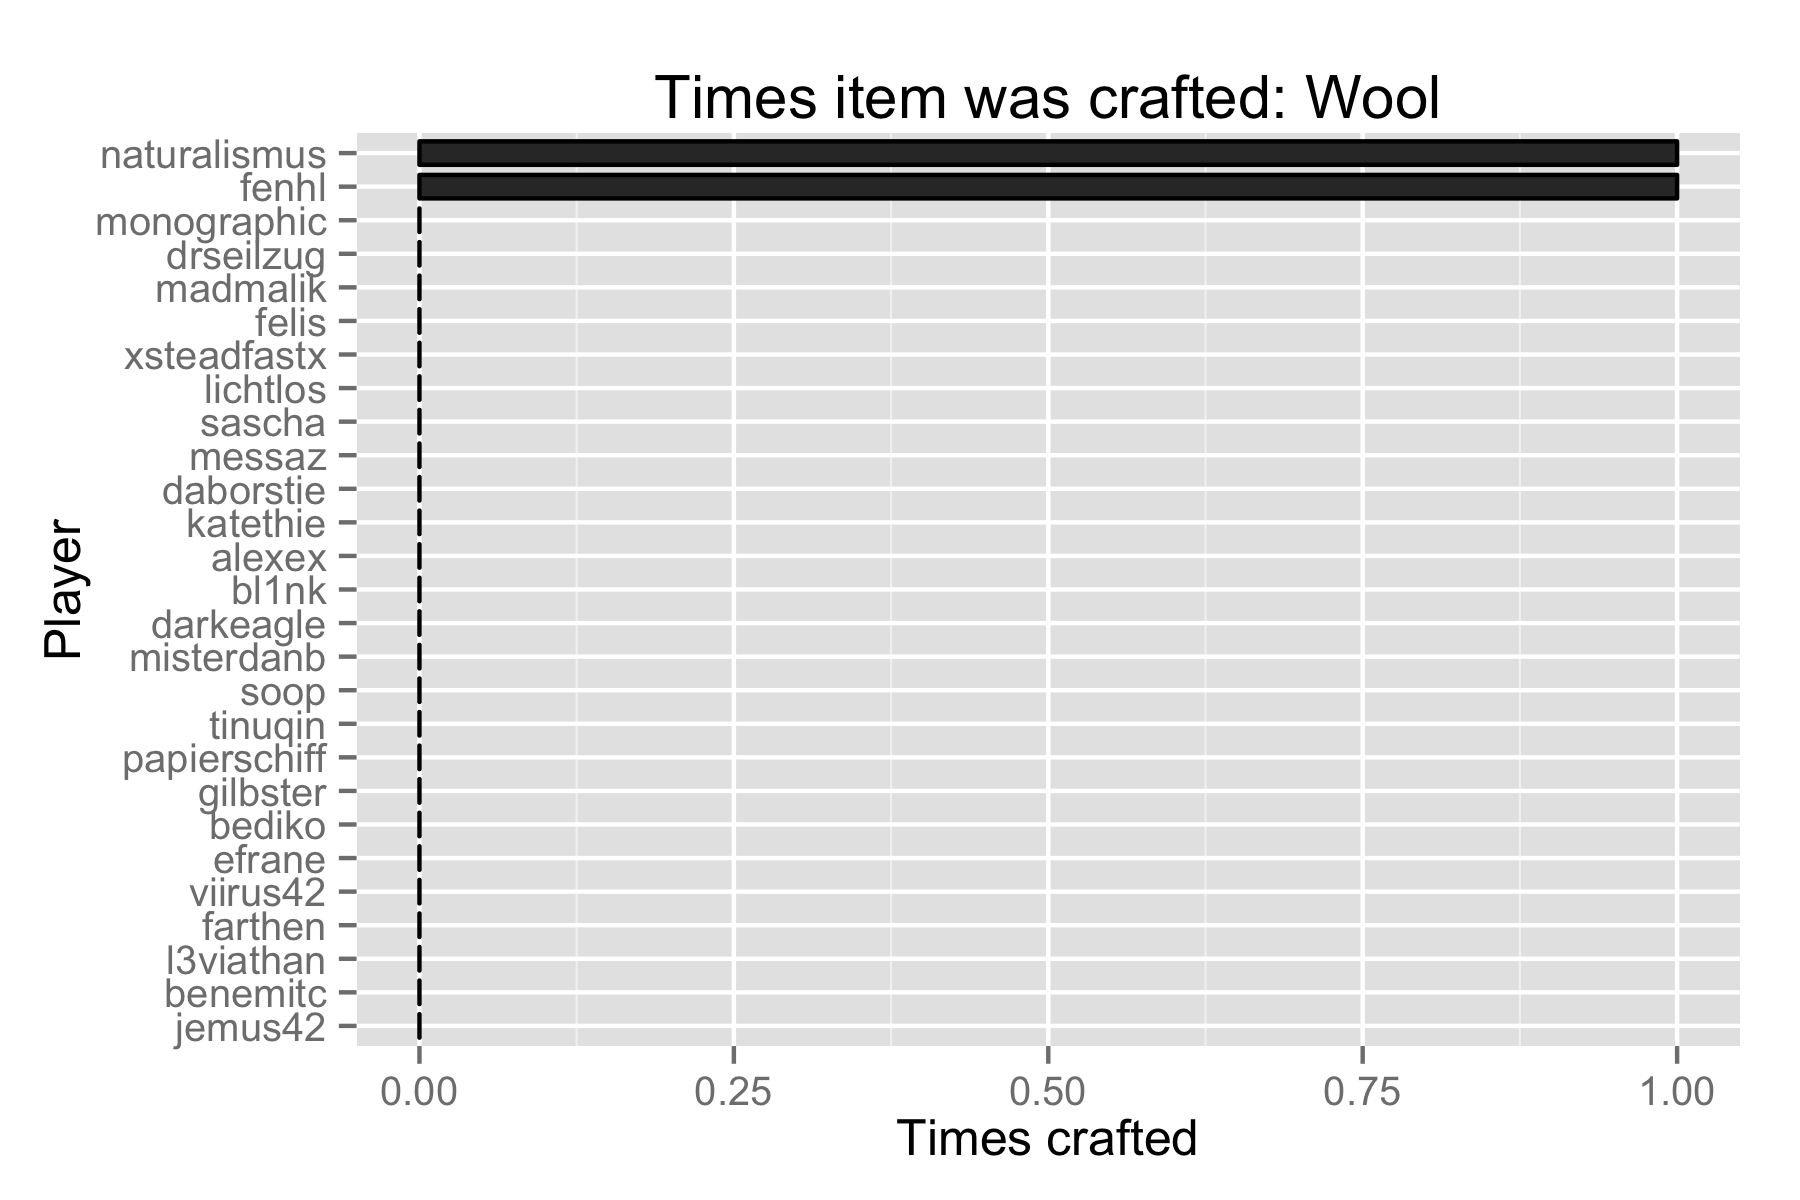 Times item was crafted: Wool
naturalismus
fenhl
monographic
drseilzug
madmalik
felis
xsteadfastx
lichtlos
sascha
messaz
daborstie
katethie
alexex
bl1nk
darkeagle
misterdanb
soop
tinuqin
papierschiff
gilbster
bediko
efrane
viirus42
farthen
l3viathan
benemitc
jemus42
Player
0.00 0.25 0.50 0.75 1.00
Times crafted